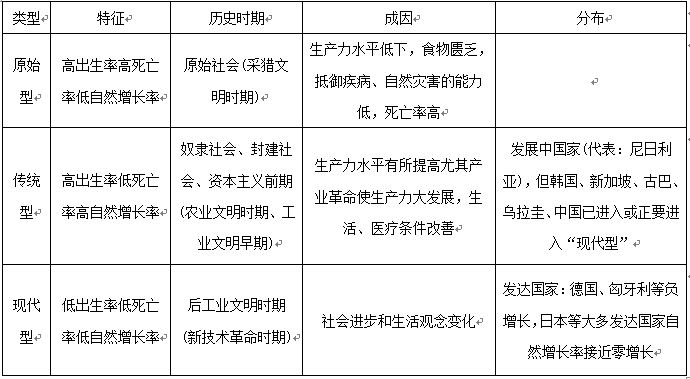 类型 特征 历史时期 成因 分布
原始型 高出生率高死亡率低自然增长率 原始社会(采猎文明时期) 生产力水平低下，食物匮乏，抵御疾病、自然灾害的能力低，死亡率高
传统型 高出生率低死亡率高自然增长率 奴隶社会、封建社会、资本主义前期(农业文明时期、工业文明早期) 生产力水平有所提高尤其产业革命使生产力大发展，生活、医疗条件改善 发展中国家(代表：尼日利亚)，但韩国、新加坡、古巴、乌拉圭、中国已进入或正要进入“现代型”
现代型 低出生率低死亡率低自然增长率 后工业文明时期(新技术革命时期) 社会进步和生活观念变化 发达国家：德国、匈牙利等负增长，日本等大多发达国家自然增长率接近零增长